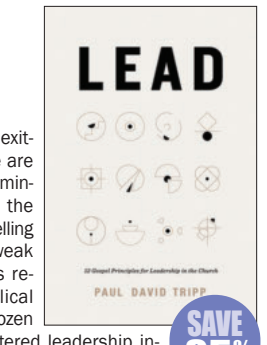 LEAD
12 Gospel Principles for Leadership in the Church
PAUL DAVID TRIPP
exit-
are
min-
the
elling
weak
s re-
lical
ozen
tered leadership in-
SAVE